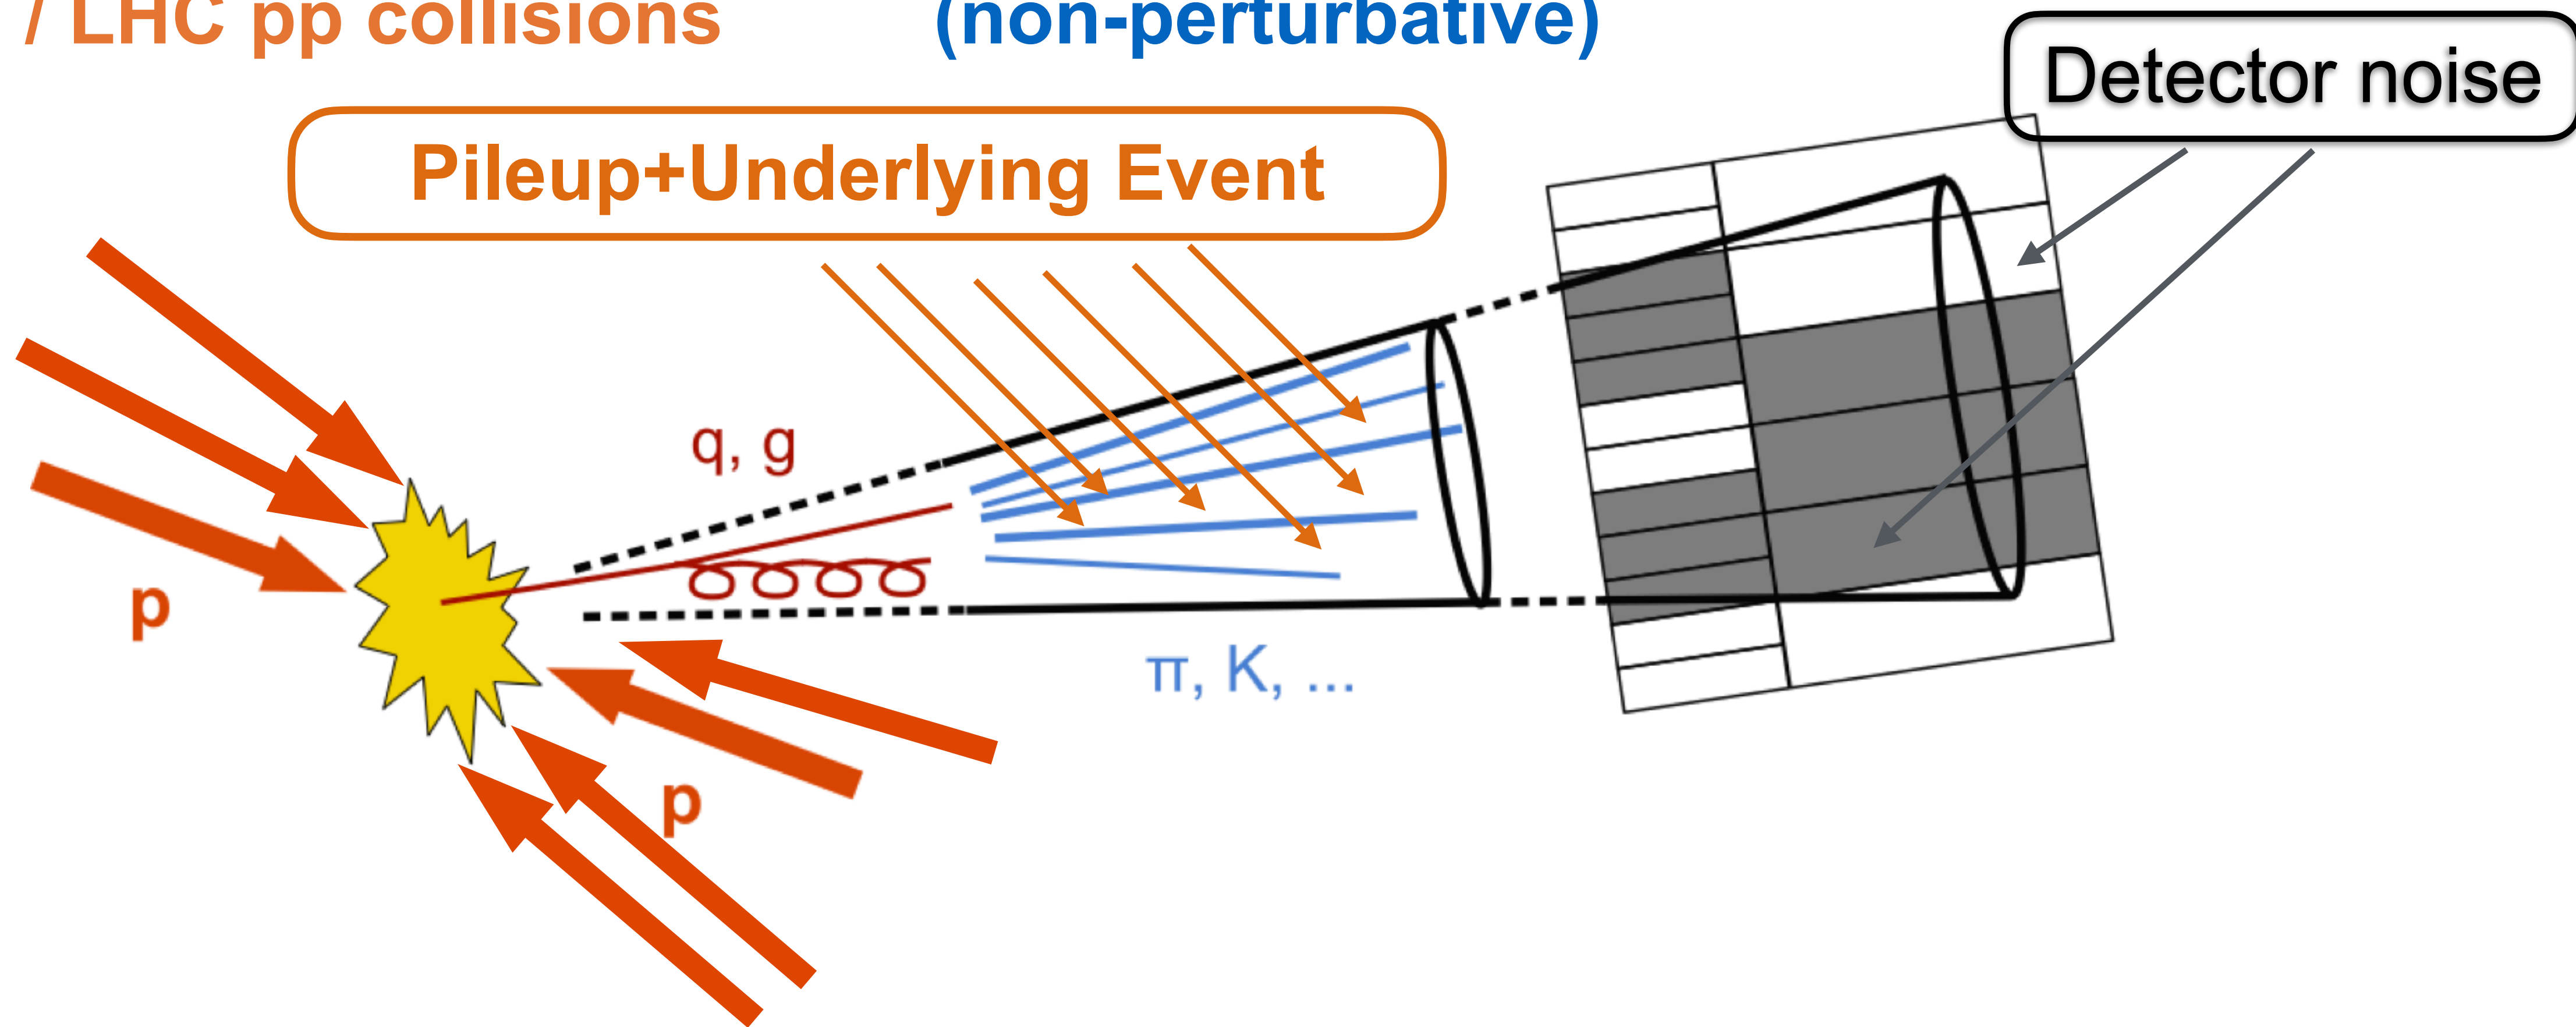 / LHC pp collisions
(non-perturbative)
Detector noise
Pileup+Underlying Event
q, g
p
π, K, ...
p